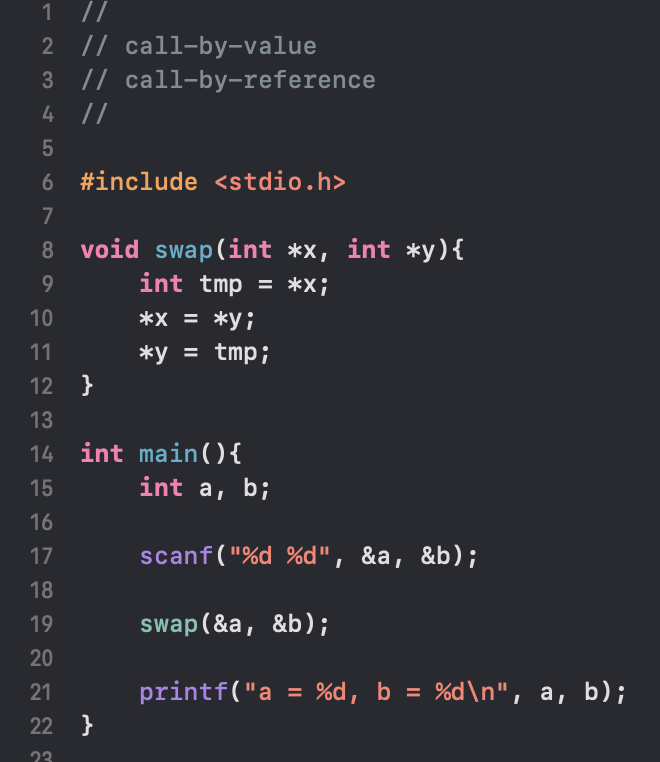 1 //
2 // call-by-value
3 // call-by-reference
4 //
5
6 #include <stdio.h>
7
8 void swap(int *x, int *y){
9     int tmp = *x;
10     *x = *y;
11     *y = tmp;
12 }
13
14 int main(){
15     int a, b;
16
17     scanf("%d %d", &a, &b);
18
19     swap(&a, &b);
20
21     printf("a = %d, b = %d\n", a, b);
22 }
23